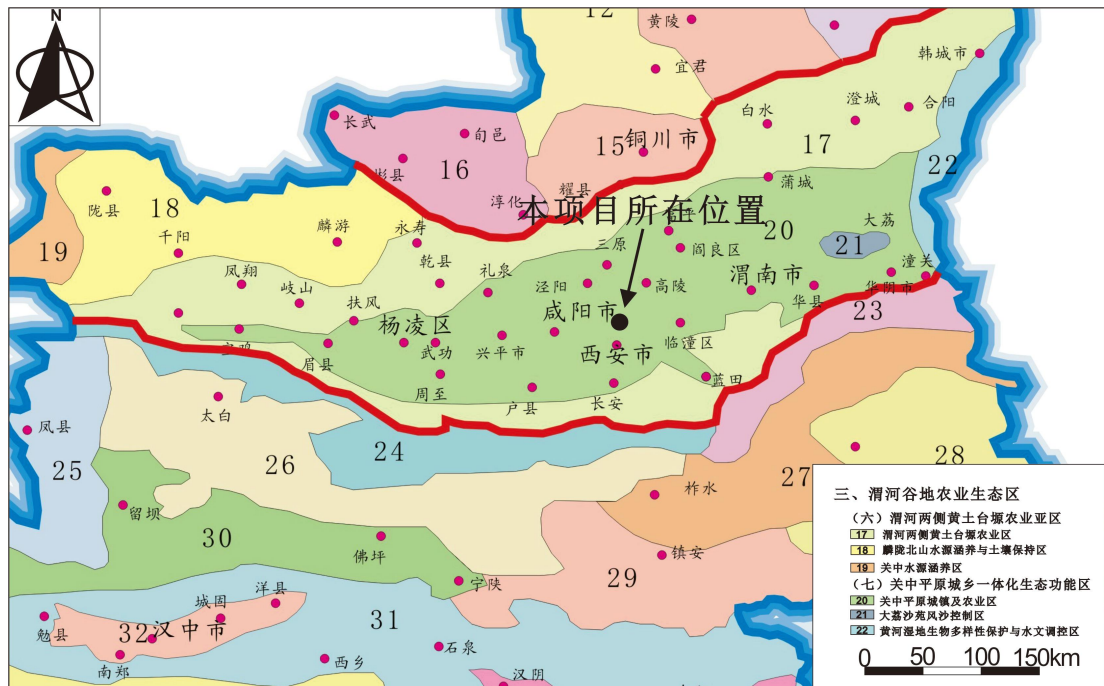 N
12
黄陵
韩城市
宜君
长武
旬邑
白水
澄城
合阳
15
铜川市
17
16
22
彬县
耀县
蒲城
陇县
18
淳化
本项目所在位置
大荔
麟游
永寿
20
21
千阳
三原
阎良区
19
乾县
礼泉
潼关
凤翔
泾阳
高陵
渭南市
华阴市
岐山
扶风
咸阳市
华县
23
杨凌区
宝鸡
武功
兴平市
西安市
临潼区
眉县
周至
户县
长安
蓝田
太白
凤县
24
25
26
28
27
柞水
留坝
30
佛坪
镇安
29
宁陕
洋县
城固
勉县
32
汉中市
31
石泉
南郑
西乡
汉阴
三、渭河谷地农业生态区
（六）渭河两侧黄土台塬农业亚区
17 渭河两侧黄土台塬农业区
18 麟陇北山水源涵养与土壤保持区
19 关中水源涵养区
（七）关中平原城乡一体化生态功能区
20 关中平原城镇及农业区
21 大荔沙苑风沙控制区
22 黄河湿地生物多样性保护与水文调控区
0 50 100 150km